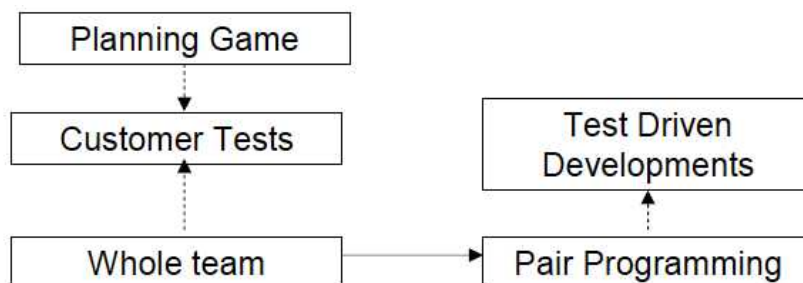 Planning Game
Customer Tests
Test Driven
Developments
Whole team
Pair Programming